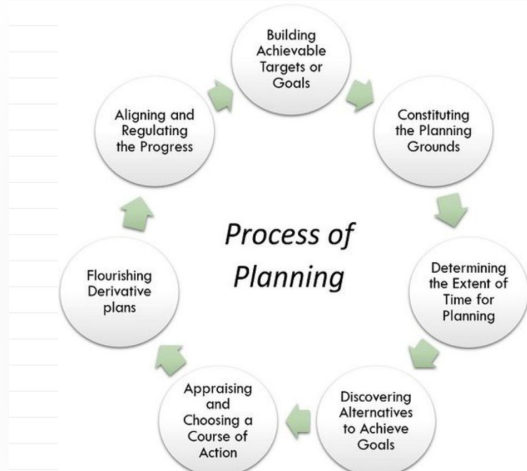 Building
Achievable
Targets or
Goals
Constituting
the Planning
Grounds
Determining
the Extent of
Time for
Planning
Discovering
Alternatives
to Achieve
Goals
Appraising
and
Choosing a
Course of
Action
Flourishing
Derivative
plans
Aligning and
Regulating
the Progress
Process of
Planning